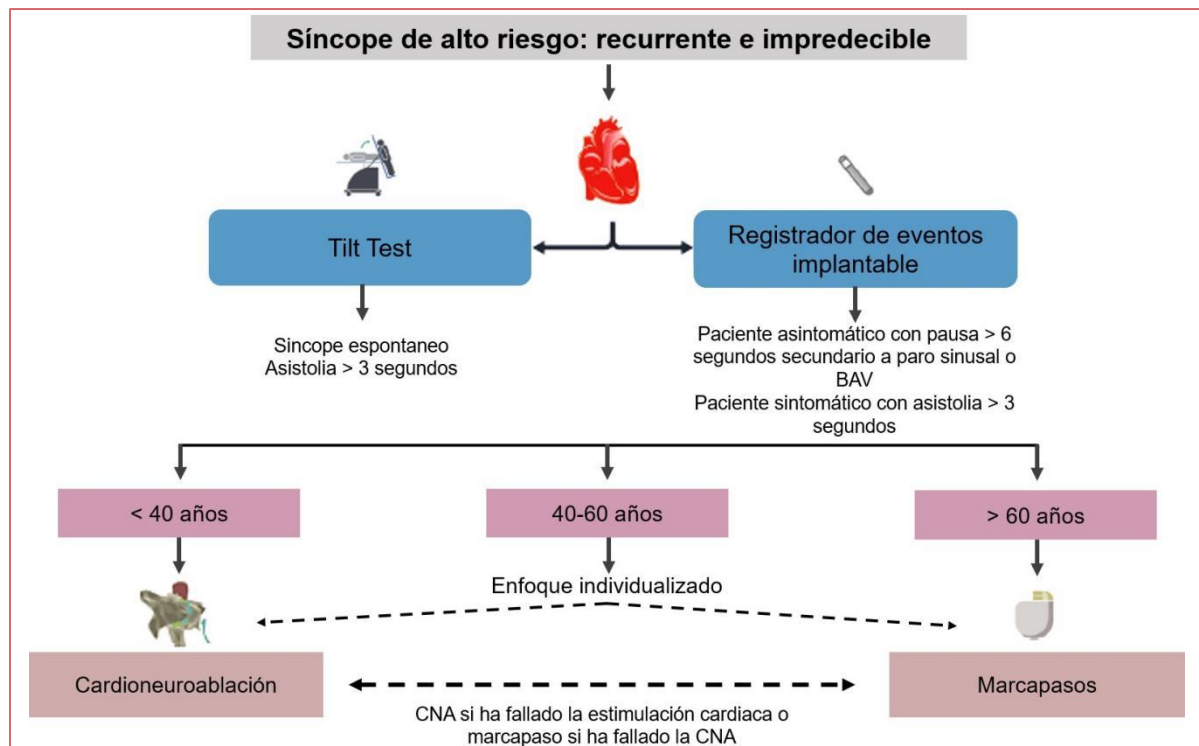 Síncope de alto riesgo: recurrente e impredecible
Tilt Test
Registrador de eventos
implantable
Sincope espontaneo
Asistolia > 3 segundos
Paciente asintomático con pausa > 6
segundos secundario a paro sinusal o
BAV
Paciente sintomático con asistolia > 3
segundos
< 40 años
40-60 años
> 60 años
Enfoque individualizado
Cardioneuroablación
Marcapasos
CNA si ha fallado la estimulación cardiaca o
marcapaso si ha fallado la CNA